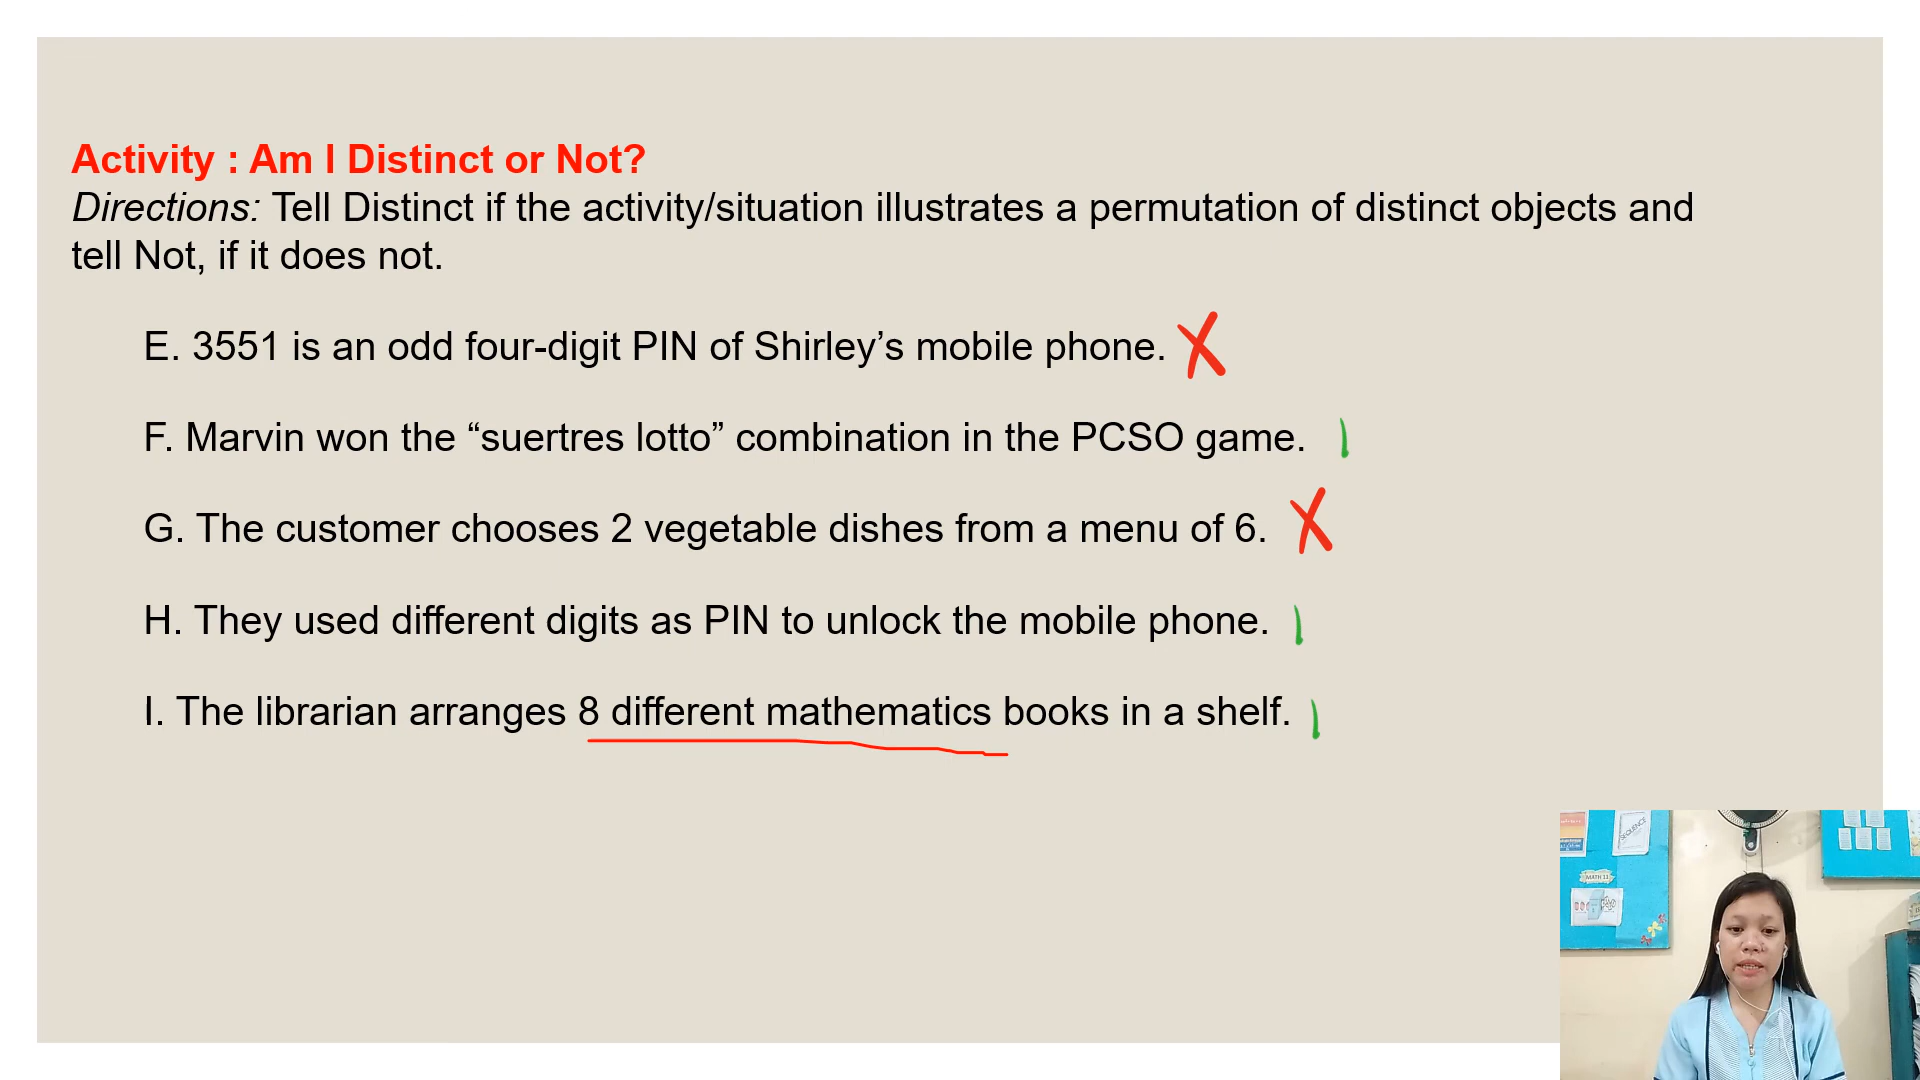 Activity : Am I Distinct or Not?
Directions: Tell Distinct if the activity/situation illustrates a permutation of distinct objects and
tell Not, if it does not.
E. 3551 is an odd four-digit PIN of Shirley’s mobile phone.
F. Marvin won the “suertres lotto” combination in the PCSO game.
G. The customer chooses 2 vegetable dishes from a menu of 6.
H. They used different digits as PIN to unlock the mobile phone.
I. The librarian arranges 8 different mathematics books in a shelf.
SEQUENCE
MATH 11